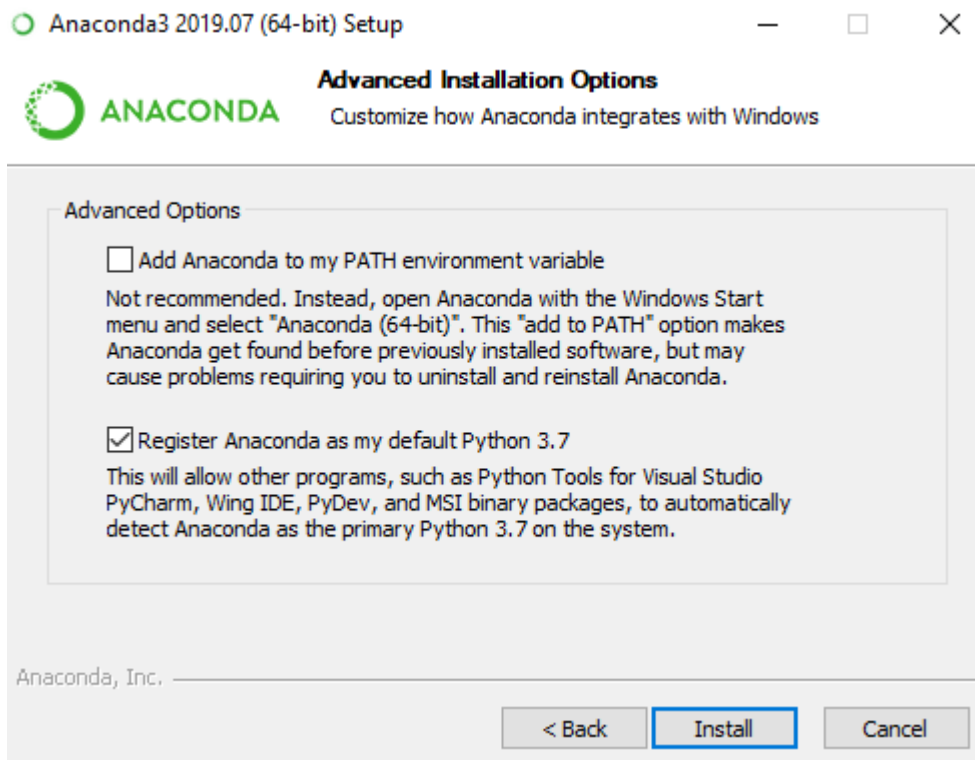 Anaconda3 2019.07 (64-bit) Setup
ANACONDA
Advanced Installation Options
Customize how Anaconda integrates with Windows
Advanced Options
Add Anaconda to my PATH environment variable
Not recommended. Instead, open Anaconda with the Windows Start
menu and select "Anaconda (64-bit)". This "add to PATH" option makes
Anaconda get found before previously installed software, but may
cause problems requiring you to uninstall and reinstall Anaconda.
Register Anaconda as my default Python 3.7
This will allow other programs, such as Python Tools for Visual Studio
PyCharm, Wing IDE, PyDev, and MSI binary packages, to automatically
detect Anaconda as the primary Python 3.7 on the system.
Anaconda, Inc.
< Back
Install
Cancel